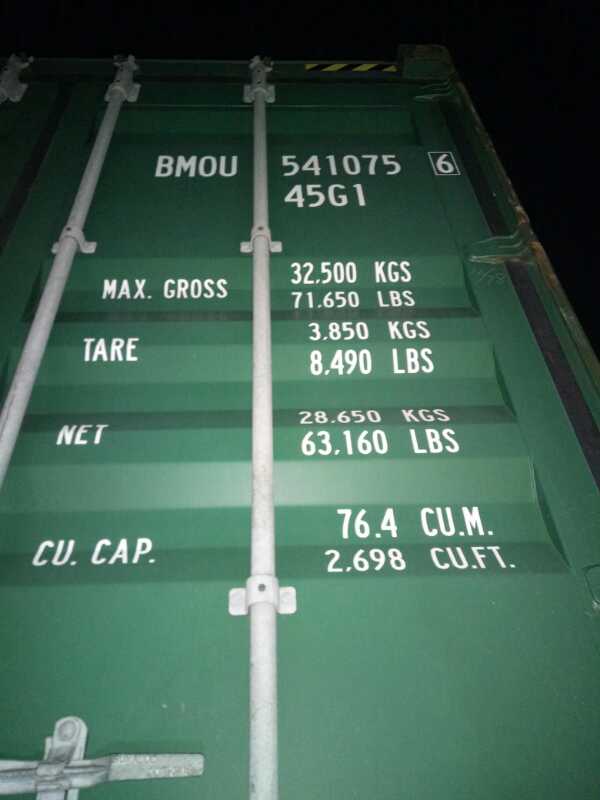 BMOU 541075 6
45G1
MAX. GROSS 32.500 KGS
71.650 LBS
TARE 3.850 KGS
8.490 LBS
NET 28.650 KGS
63.160 LBS
CU. CAP. 76.4 CU.M.
2.698 CU.FT.